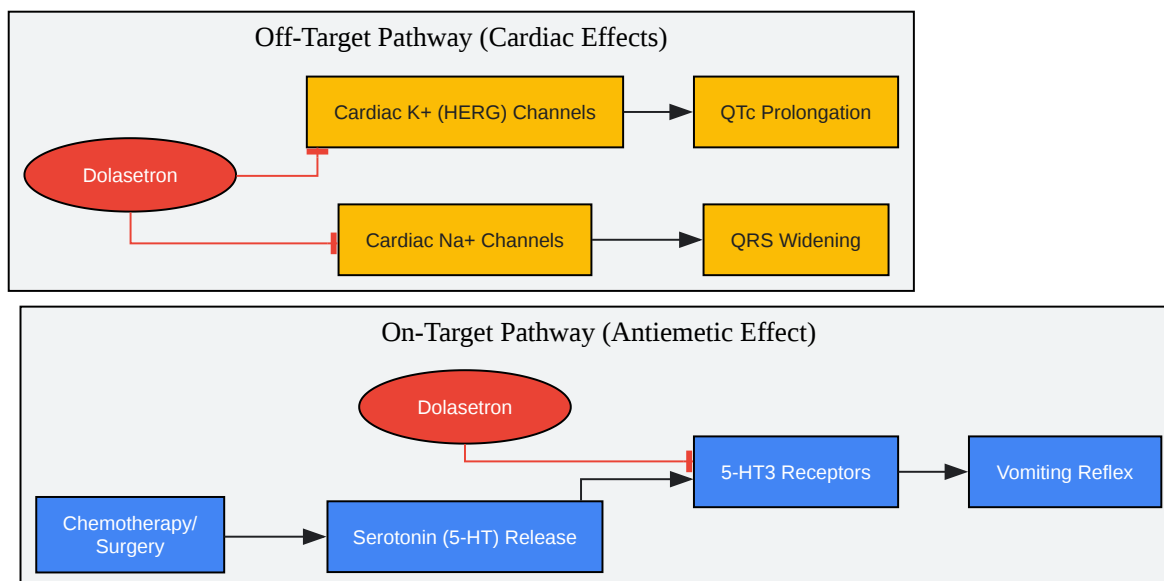 Off-Target Pathway (Cardiac Effects)
Cardiac K+ (HERG) Channels
QTc Prolongation
Dolasetron
Cardiac Na+ Channels
QRS Widening
On-Target Pathway (Antiemetic Effect)
Dolasetron
5-HT3 Receptors
Vomiting Reflex
Chemotherapy/
Surgery
Serotonin (5-HT) Release